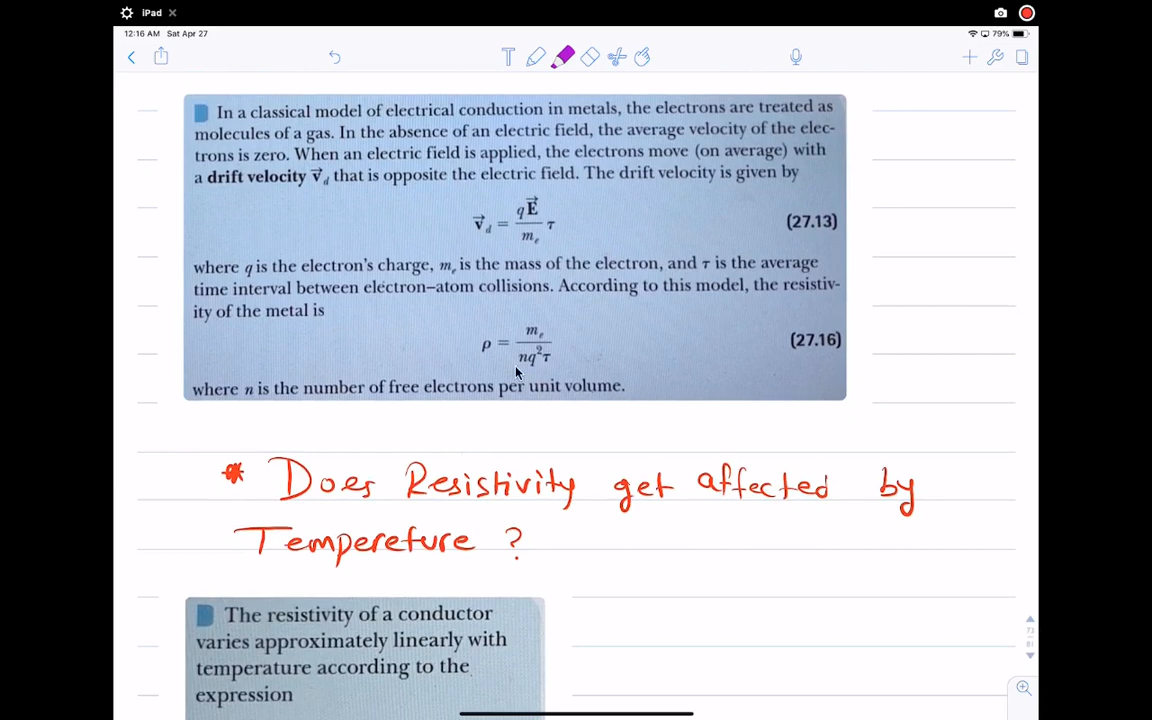 iPad
12:16 AM Sat Apr 27
79%
In a classical model of electrical conduction in metals, the electrons are treated as
molecules of a gas. In the absence of an electric field, the average velocity of the elec-
trons is zero. When an electric field is applied, the electrons move (on average) with
a drift velocity v⃗_d that is opposite the electric field. The drift velocity is given by
v⃗_d = qE⃗/m_e τ (27.13)
where q is the electron's charge, m_e is the mass of the electron, and τ is the average
time interval between electron–atom collisions. According to this model, the resistiv-
ity of the metal is
ρ = m_e/nq²τ (27.16)
where n is the number of free electrons per unit volume.
* Does Resistivity get affected by
Tempereture ?
The resistivity of a conductor
varies approximately linearly with
temperature according to the
expression
73
81